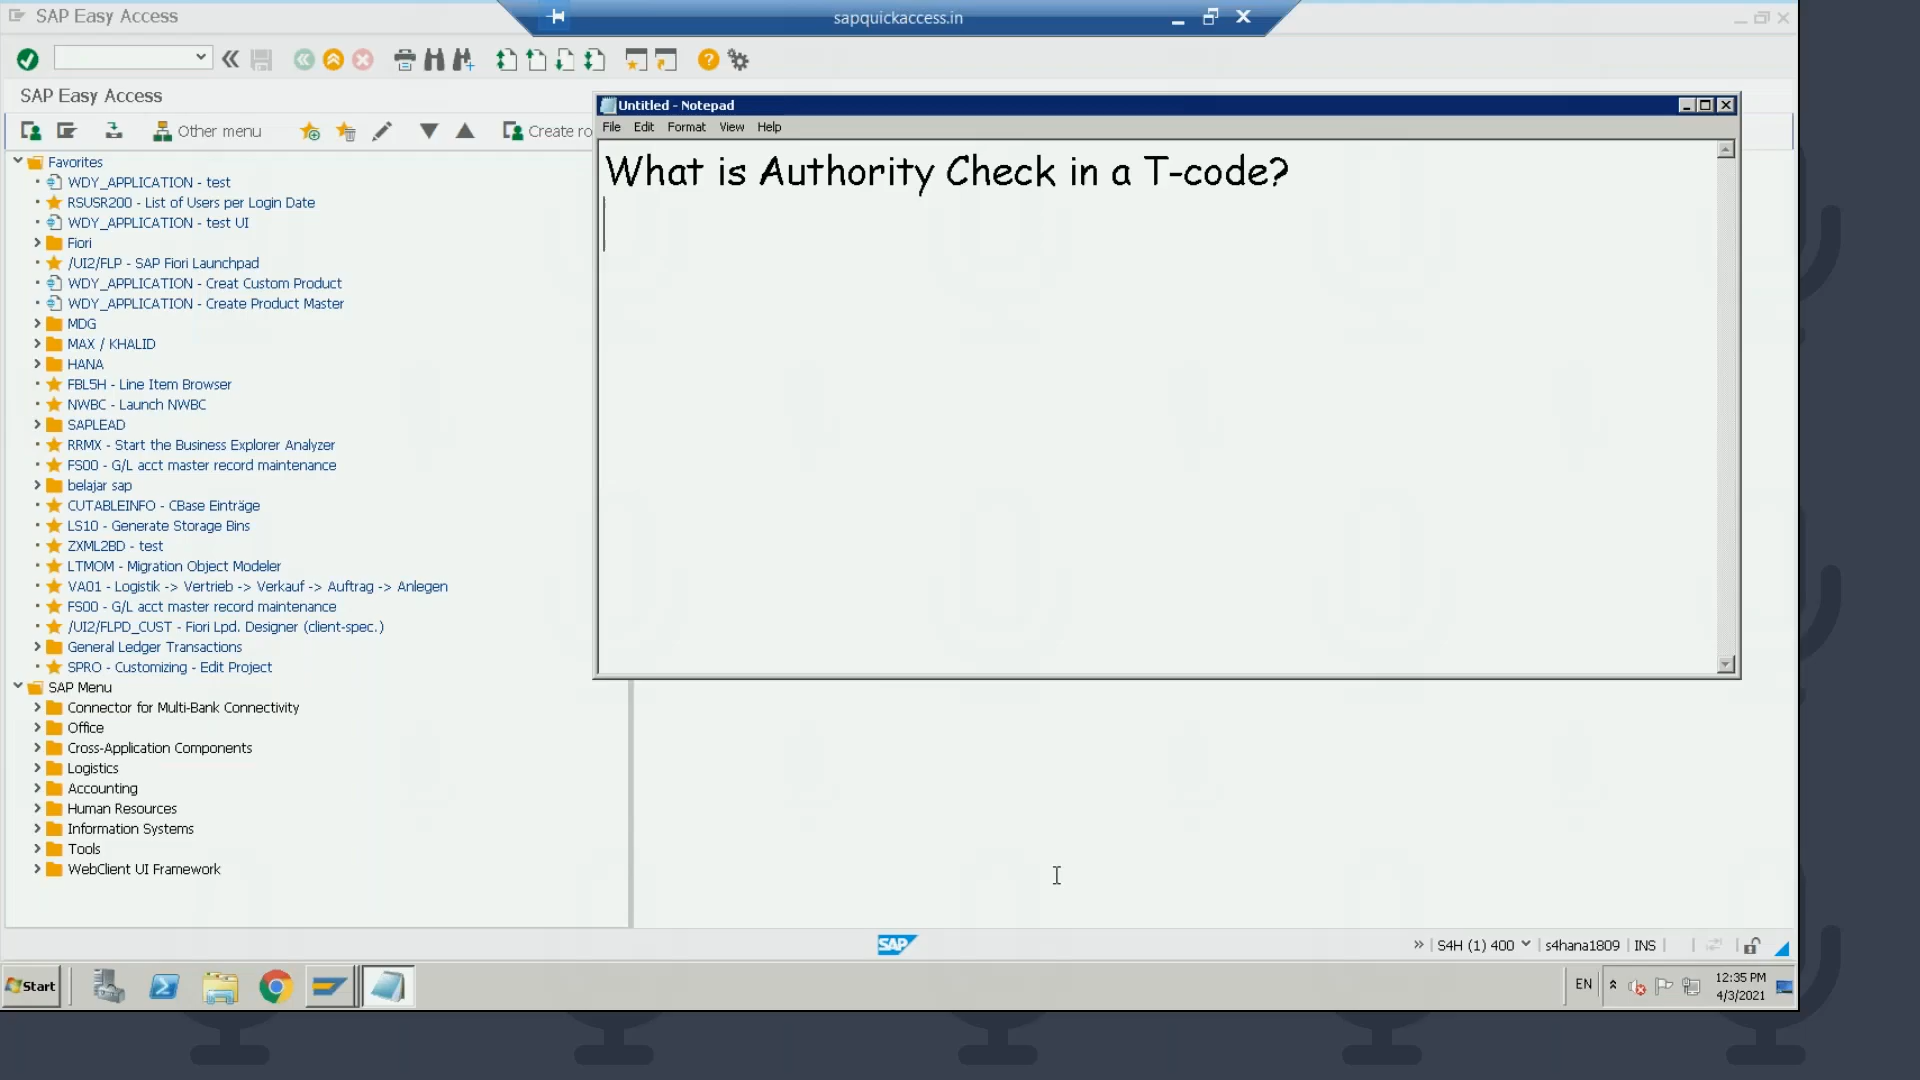 SAP Easy Access
sapquickaccess.in
SAP Easy Access
Other menu
Create ro
Favorites
WDY_APPLICATION - test
RSUSR200 - List of Users per Login Date
WDY_APPLICATION - test UI
Fiori
/UI2/FLP - SAP Fiori Launchpad
WDY_APPLICATION - Creat Custom Product
WDY_APPLICATION - Create Product Master
MDG
MAX / KHALID
HANA
FBL5H - Line Item Browser
NWBC - Launch NWBC
SAPLEAD
RRMX - Start the Business Explorer Analyzer
FS00 - G/L acct master record maintenance
belajar sap
CUTABLEINFO - CBase Einträge
LS10 - Generate Storage Bins
ZXML2BD - test
LTMOM - Migration Object Modeler
VA01 - Logistik -> Vertrieb -> Verkauf -> Auftrag -> Anlegen
FS00 - G/L acct master record maintenance
/UI2/FLPD_CUST - Fiori Lpd. Designer (client-spec.)
General Ledger Transactions
SPRO - Customizing - Edit Project
SAP Menu
Connector for Multi-Bank Connectivity
Office
Cross-Application Components
Logistics
Accounting
Human Resources
Information Systems
Tools
WebClient UI Framework
Untitled - Notepad
File Edit Format View Help
What is Authority Check in a T-code?
SAP
S4H (1) 400
s4hana1809
INS
Start
EN
12:35 PM
4/3/2021